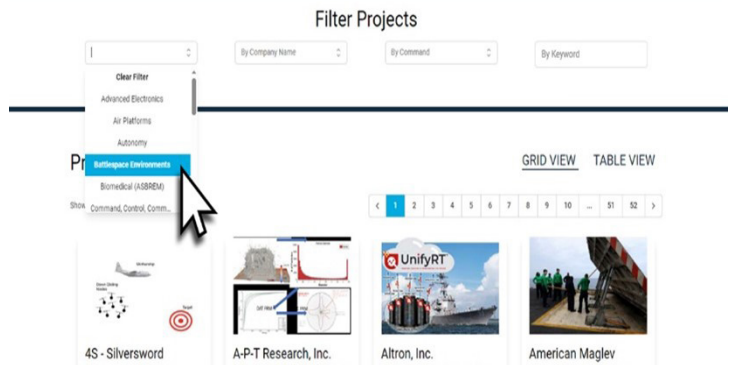 Filter Projects
By Company Name
By Command
By Keyword
Clear Filter
Advanced Electronics
Air Platforms
Autonomy
Battlespace Environments
Biomedical (ASBREM)
Command, Control, Comm...
Pr
GRID VIEW TABLE VIEW
Show
< 1 2 3 4 5 6 7 8 9 10 ... 51 52 >
Target
UnifyRT
4S - Silversword
A-P-T Research, Inc.
Altron, Inc.
American Maglev